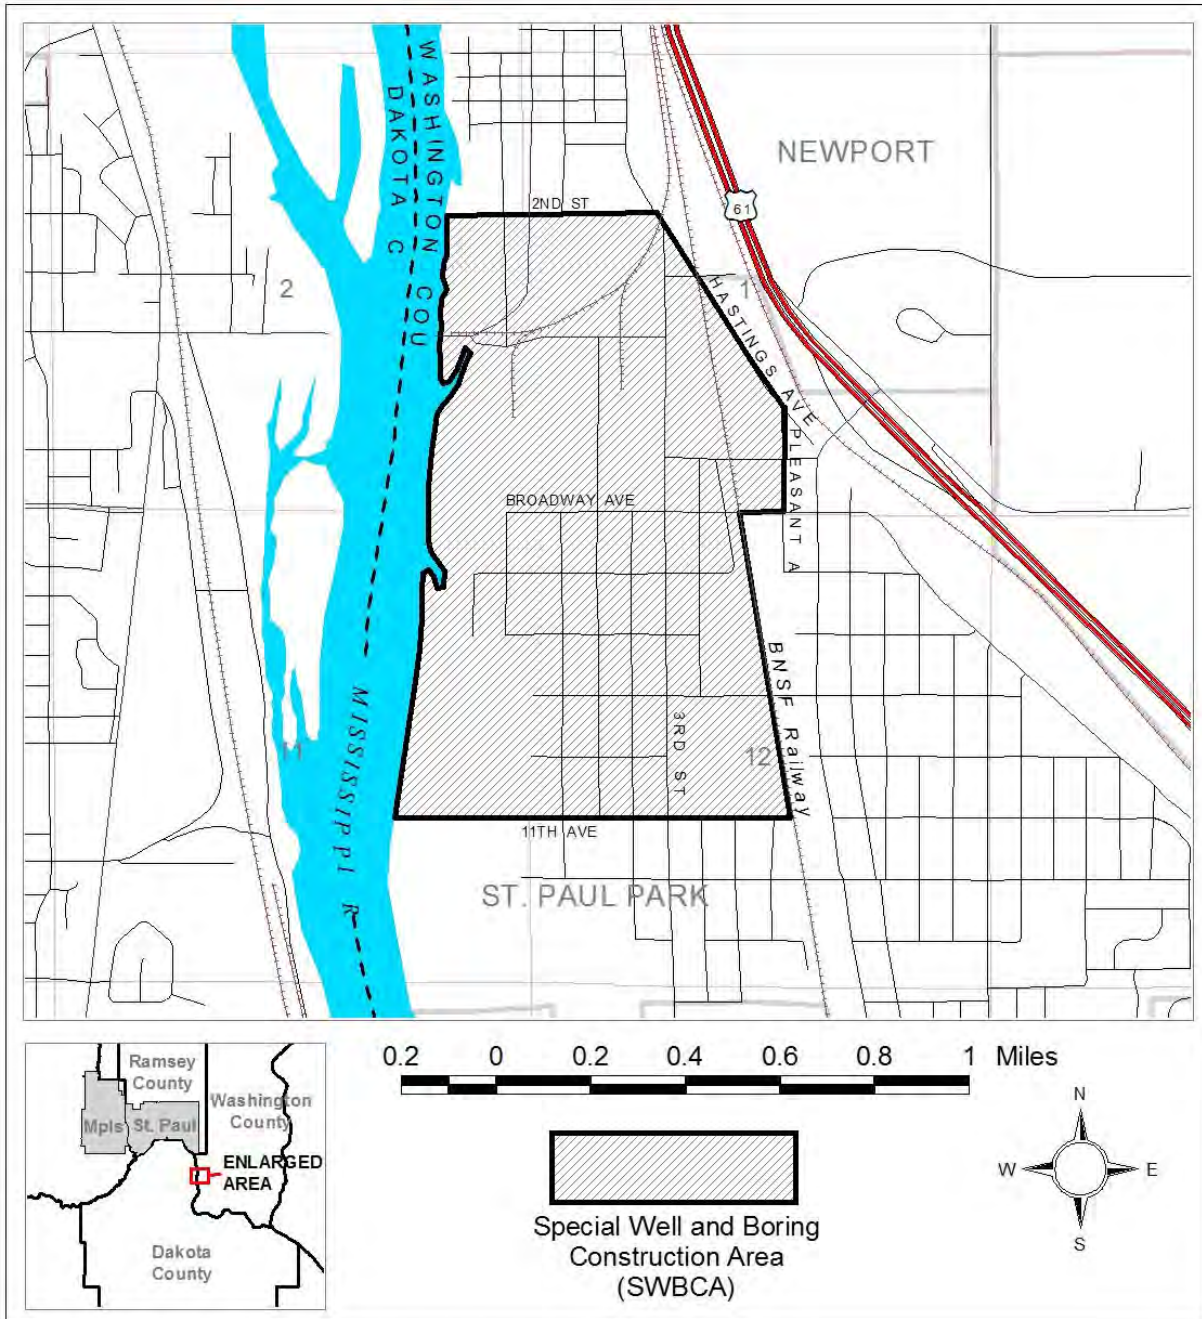 WASHINGTON COU
DAKOTA C
NEWPORT
61
2ND ST
2
1
HASTINGS AVE
PLEASANT A
BROADWAY AVE
BNSF Railway
MISSISSIPPI R
3RD ST
11
12
11TH AVE
ST. PAUL PARK
Ramsey
County
Washington
County
Mpls
St. Paul
ENLARGED
AREA
Dakota
County
0.2 0 0.2 0.4 0.6 0.8 1 Miles
Special Well and Boring
Construction Area
(SWBCA)
N
W E
S